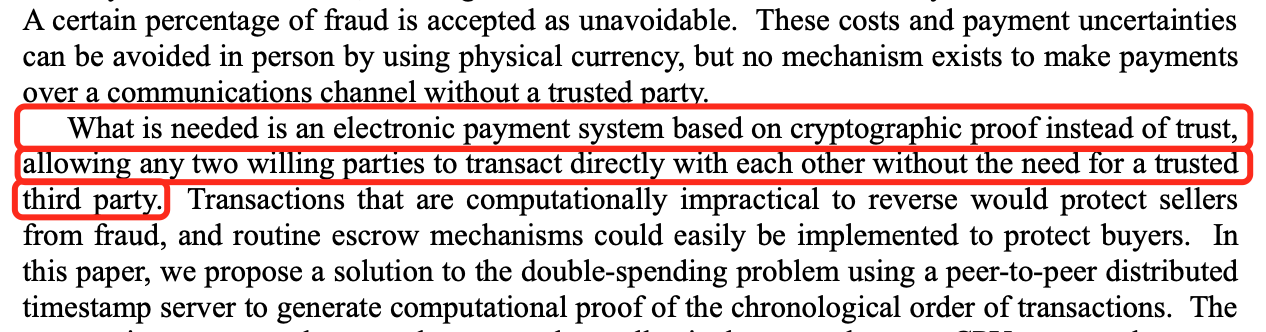 A certain percentage of fraud is accepted as unavoidable.  These costs and payment uncertainties
can be avoided in person by using physical currency, but no mechanism exists to make payments
over a communications channel without a trusted party.
What is needed is an electronic payment system based on cryptographic proof instead of trust,
allowing any two willing parties to transact directly with each other without the need for a trusted
third party.  Transactions that are computationally impractical to reverse would protect sellers
from fraud, and routine escrow mechanisms could easily be implemented to protect buyers.  In
this paper, we propose a solution to the double-spending problem using a peer-to-peer distributed
timestamp server to generate computational proof of the chronological order of transactions.  The